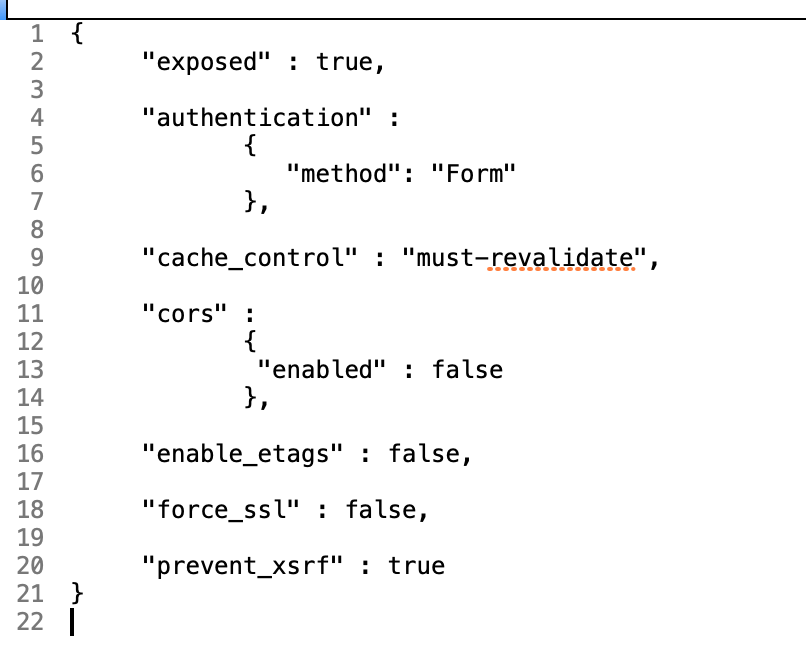 1 {
2 "exposed" : true,
3
4 "authentication" :
5 {
6 "method": "Form"
7 },
8
9 "cache_control" : "must-revalidate",
10
11 "cors" :
12 {
13 "enabled" : false
14 },
15
16 "enable_etags" : false,
17
18 "force_ssl" : false,
19
20 "prevent_xsrf" : true
21 }
22